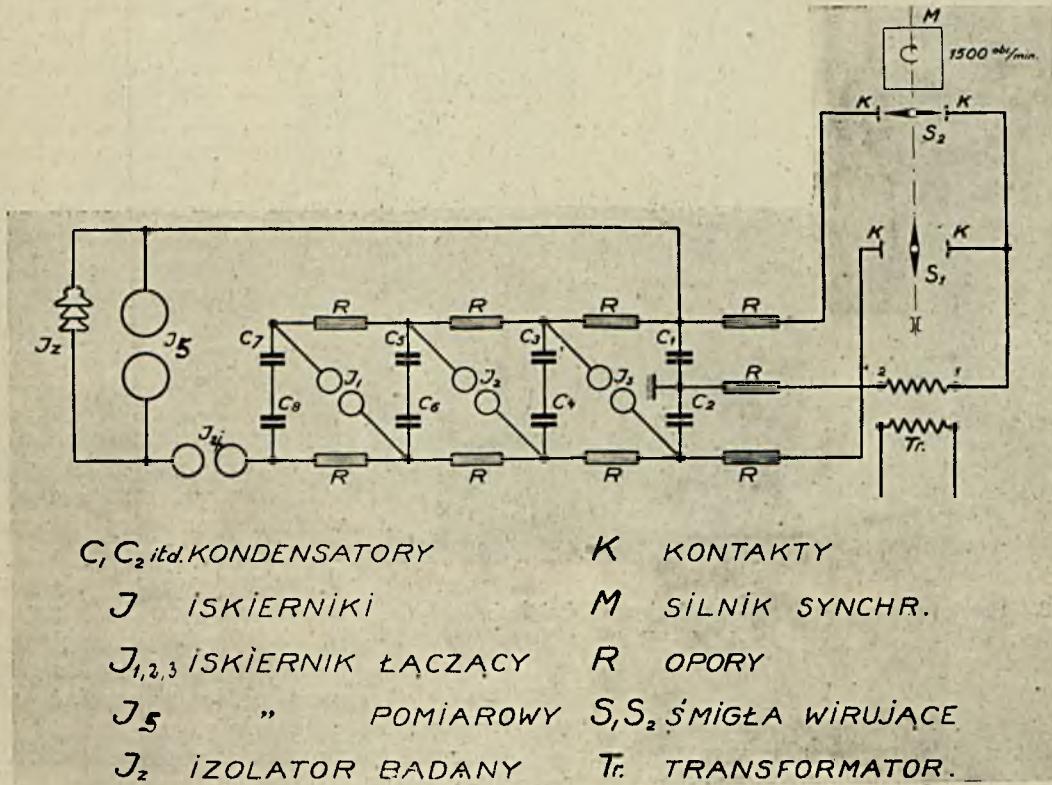 M
1500 obr/min.
K K
S2
K K
S1
R R R R
C7 C5 C3 C1
Jz J5 J1 J2 J3 R 2 1
C8 C6 C4 C2
Tr.
R R R R
C, C2 itd. KONDENSATORY
J ISKIERNIKI
J1,2,3 ISKIERNIK ŁĄCZĄCY
J5 " POMIAROWY
Jz IZOLATOR BADANY
K KONTAKTY
M SILNIK SYNCHR.
R OPORY
S,S2 ŚMIGŁA WIRUJĄCE
Tr. TRANSFORMATOR.